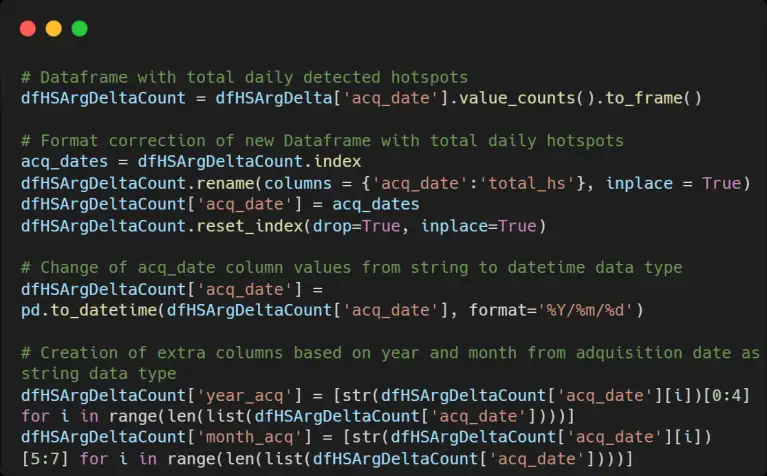 # Dataframe with total daily detected hotspots
dfHSArgDeltaCount = dfHSArgDelta['acq_date'].value_counts().to_frame()
# Format correction of new Dataframe with total daily hotspots
acq_dates = dfHSArgDeltaCount.index
dfHSArgDeltaCount.rename(columns = {'acq_date':'total_hs'}, inplace = True)
dfHSArgDeltaCount['acq_date'] = acq_dates
dfHSArgDeltaCount.reset_index(drop=True, inplace=True)
# Change of acq_date column values from string to datetime data type
dfHSArgDeltaCount['acq_date'] =
pd.to_datetime(dfHSArgDeltaCount['acq_date'], format='%Y/%m/%d')
# Creation of extra columns based on year and month from adquisition date as
string data type
dfHSArgDeltaCount['year_acq'] = [str(dfHSArgDeltaCount['acq_date'][i])[0:4]
for i in range(len(list(dfHSArgDeltaCount['acq_date'])))]
dfHSArgDeltaCount['month_acq'] = [str(dfHSArgDeltaCount['acq_date'][i])
[5:7] for i in range(len(list(dfHSArgDeltaCount['acq_date'])))]